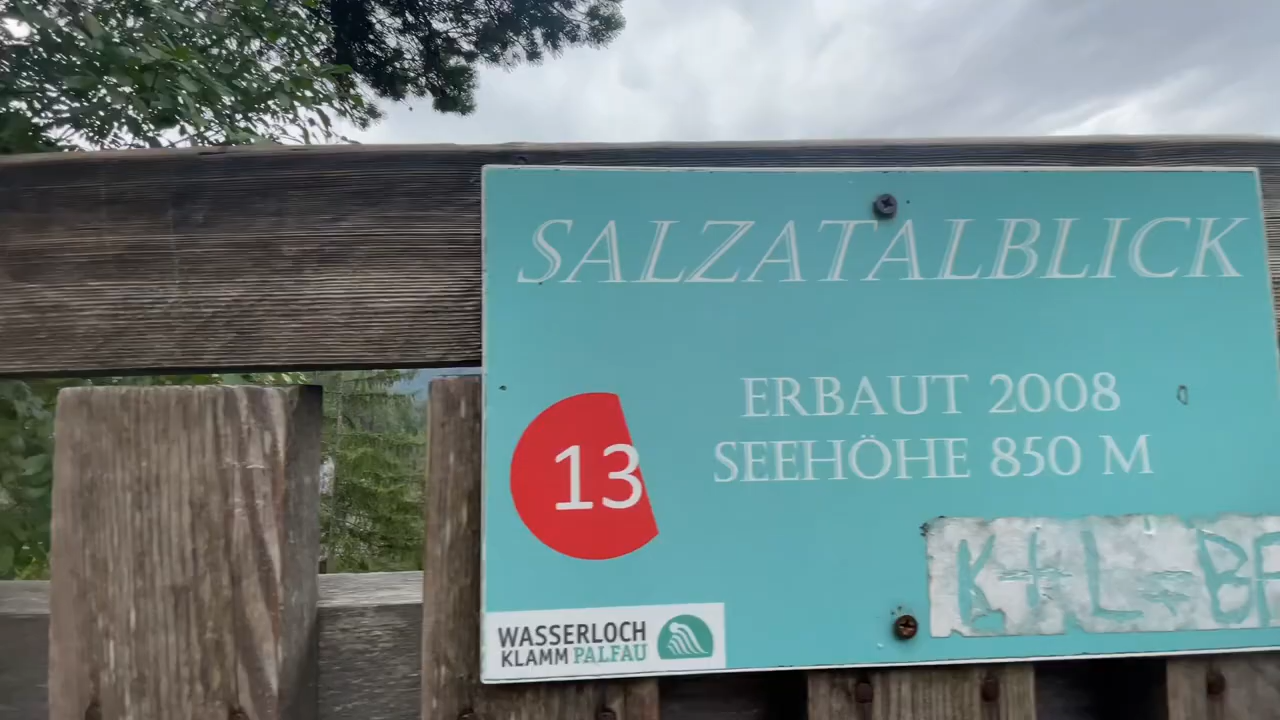 SALZATALBLICK
ERBAUT 2008
SEEHÖHE 850 M
13
WASSERLOCH
KLAMM PALFAU
K+L=